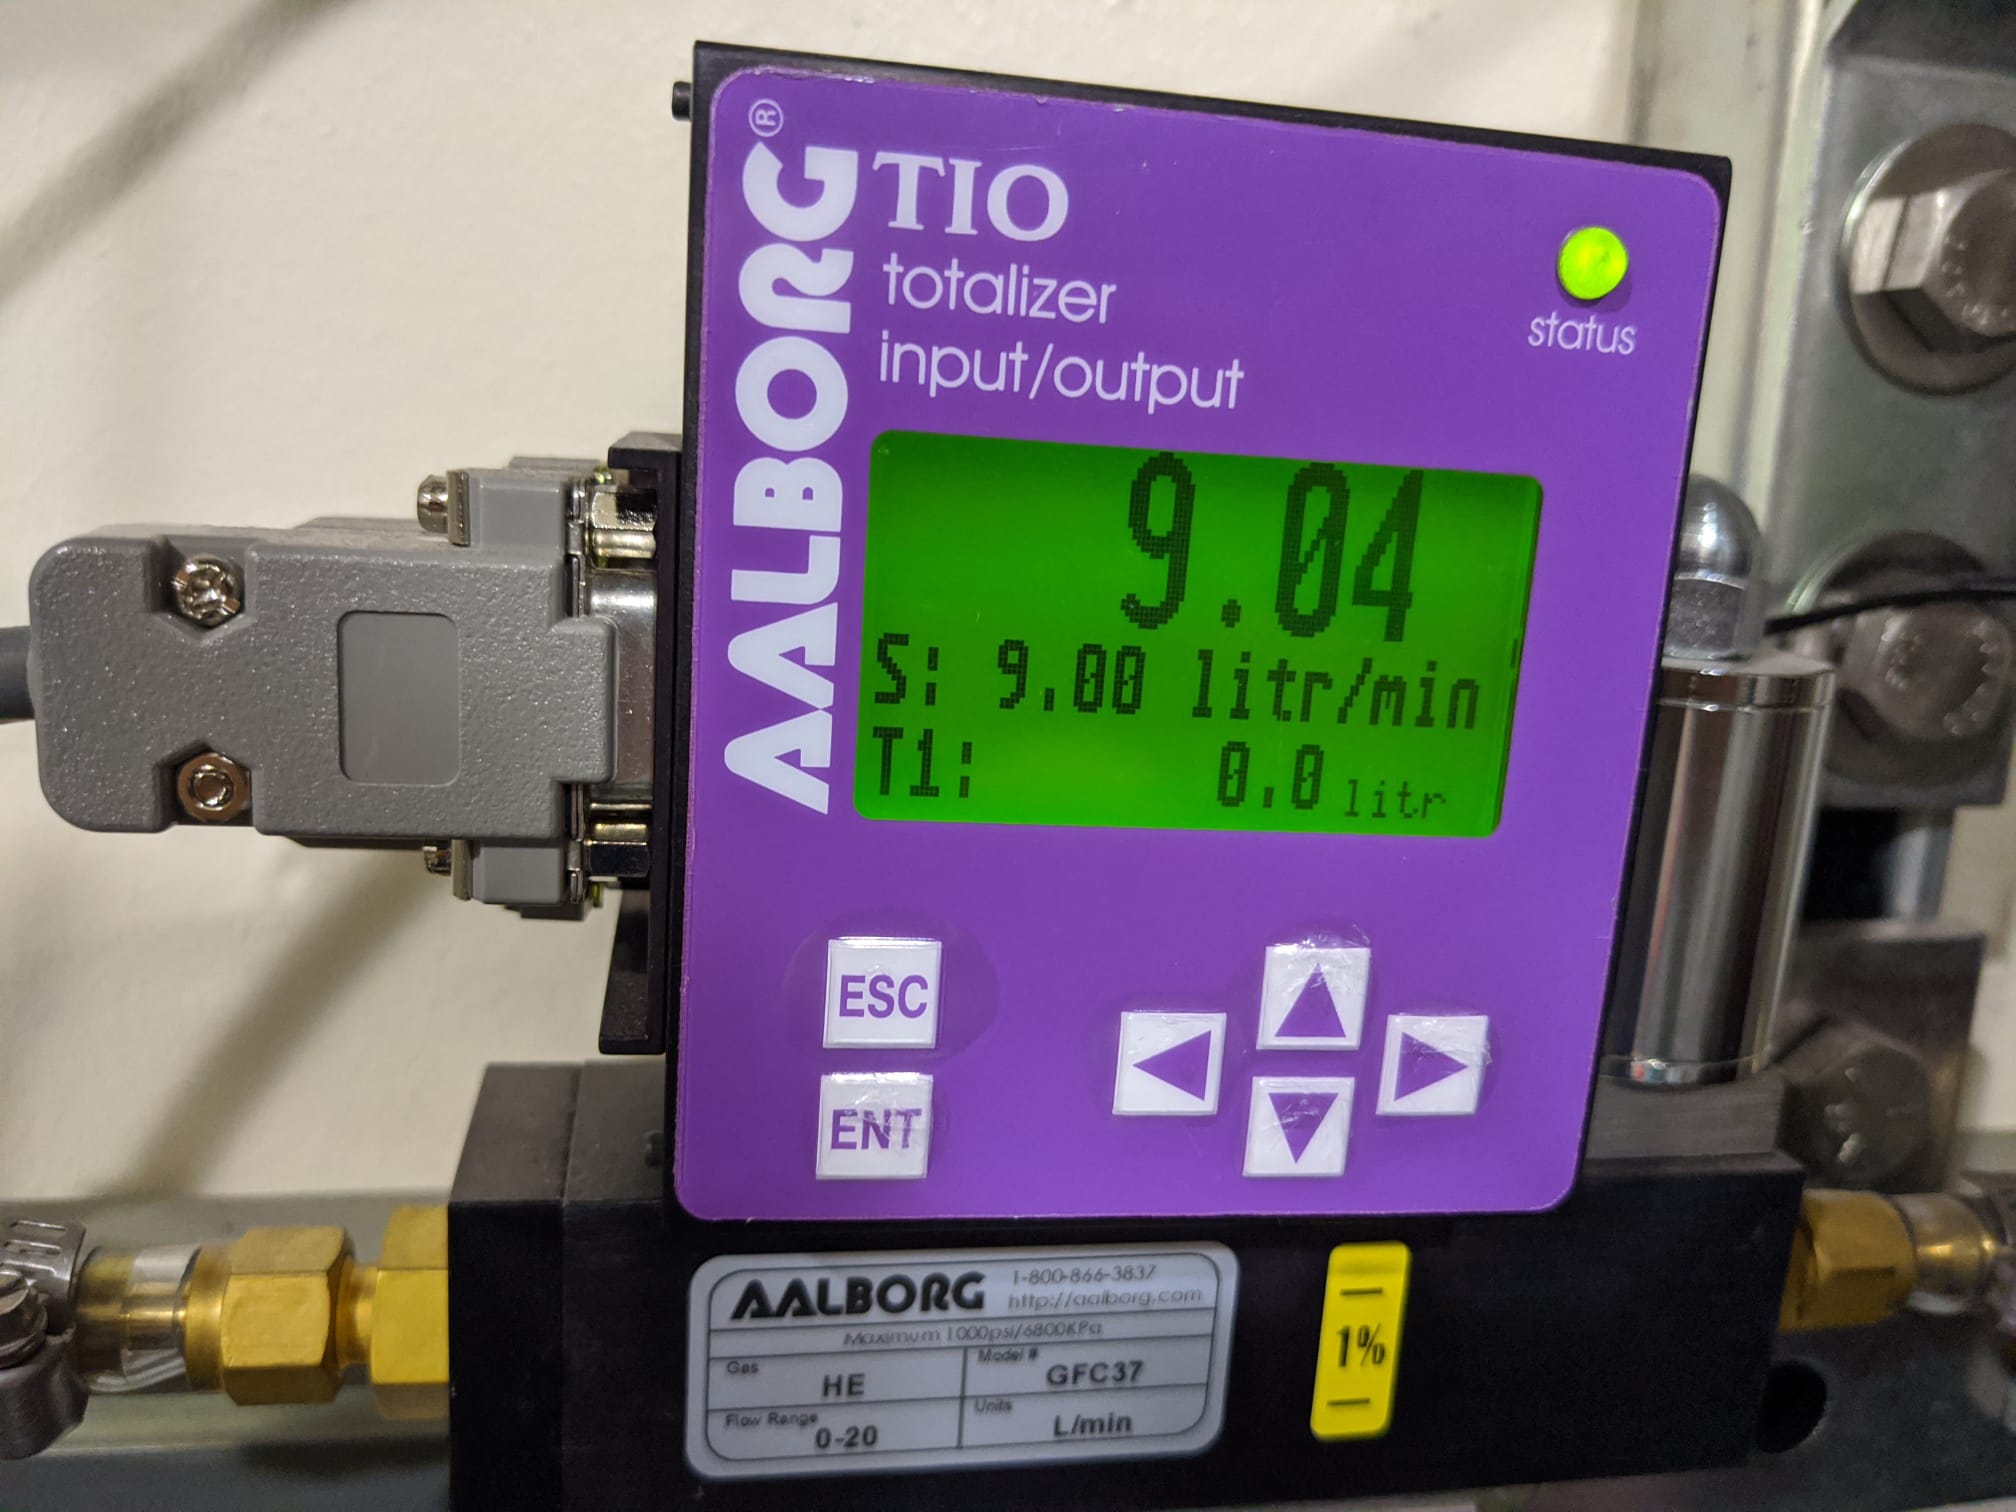 AALBORG®
TIO
totalizer
input/output
status
9.04
S: 9.00 litr/min
T1: 0.0 litr
ESC
ENT
AALBORG 1-800-866-3837
http://aalborg.com
Maximum 1000psi/6800KPa
Gas HE
Model # GFC37
Flow Range 0-20
Units L/min
1%